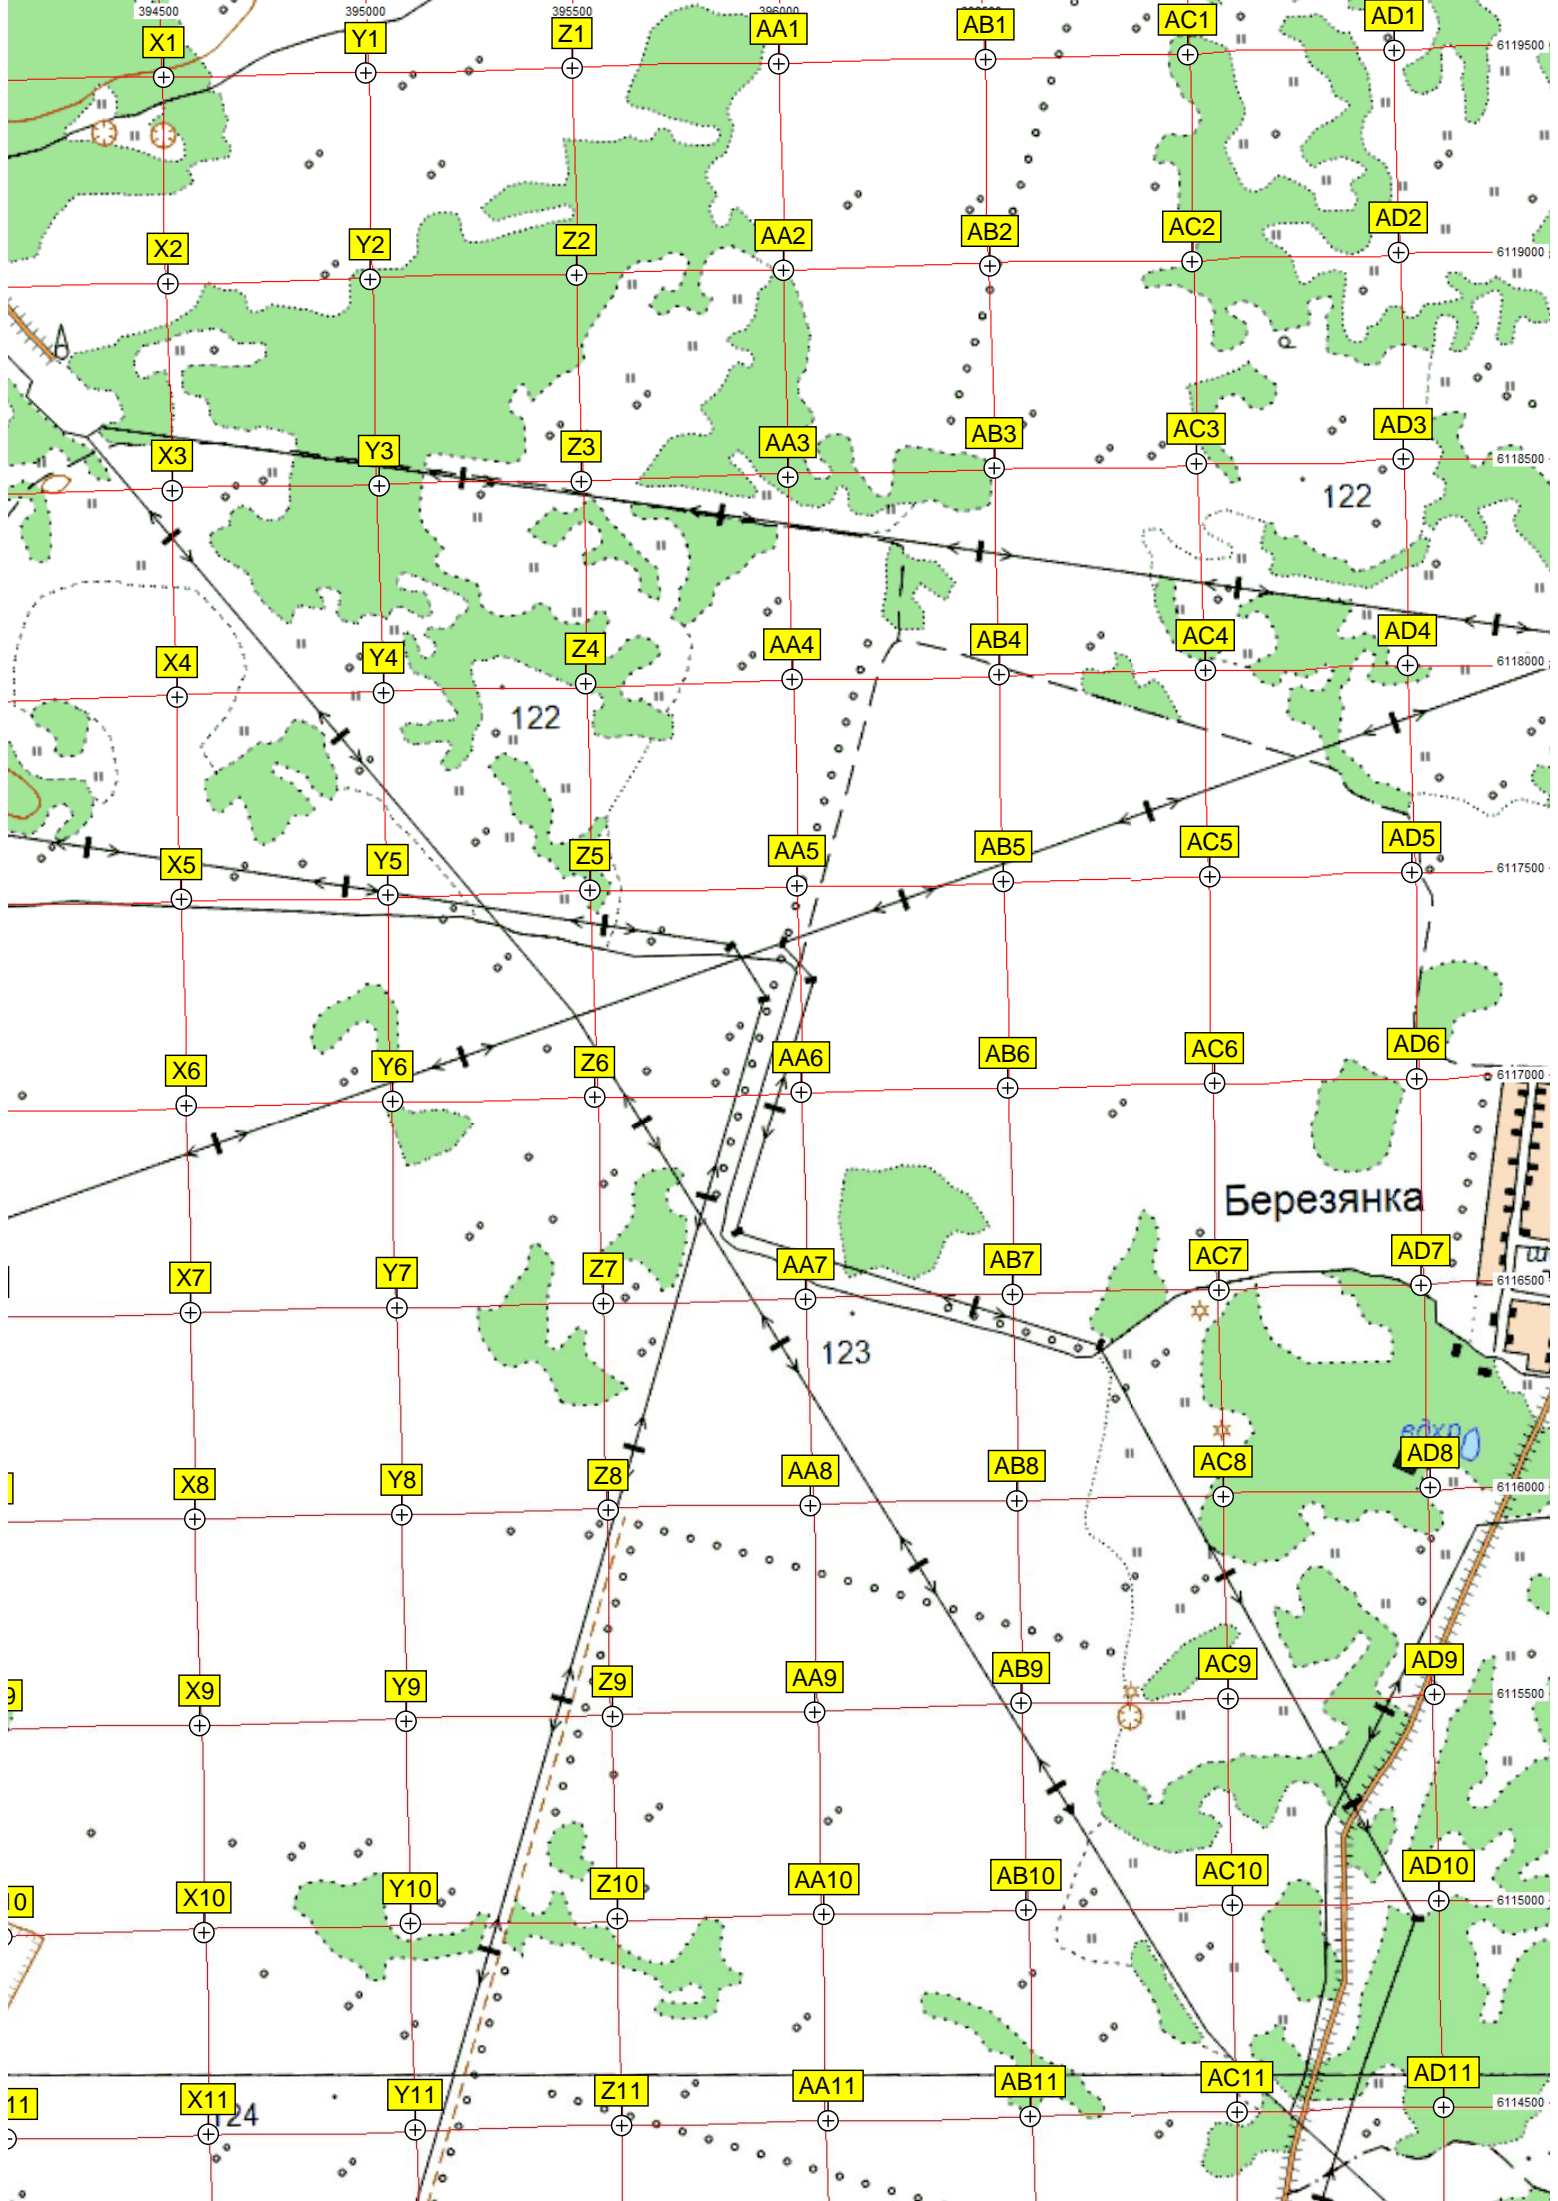 394500 395000 395500 396000
X1 Y1 Z1 AA1 AB1 AC1 AD1
6119500
X2 Y2 Z2 AA2 AB2 AC2 AD2
6119000
X3 Y3 Z3 AA3 AB3 AC3 AD3
6118500
122
X4 Y4 Z4 AA4 AB4 AC4 AD4
6118000
122
X5 Y5 Z5 AA5 AB5 AC5 AD5
6117500
X6 Y6 Z6 AA6 AB6 AC6 AD6
6117000
Березянка
X7 Y7 Z7 AA7 AB7 AC7 AD7
6116500
123
вдхр
X8 Y8 Z8 AA8 AB8 AC8 AD8
6116000
9 X9 Y9 Z9 AA9 AB9 AC9 AD9
6115500
10 X10 Y10 Z10 AA10 AB10 AC10 AD10
6115000
11 X11 Y11 Z11 AA11 AB11 AC11 AD11
124
6114500